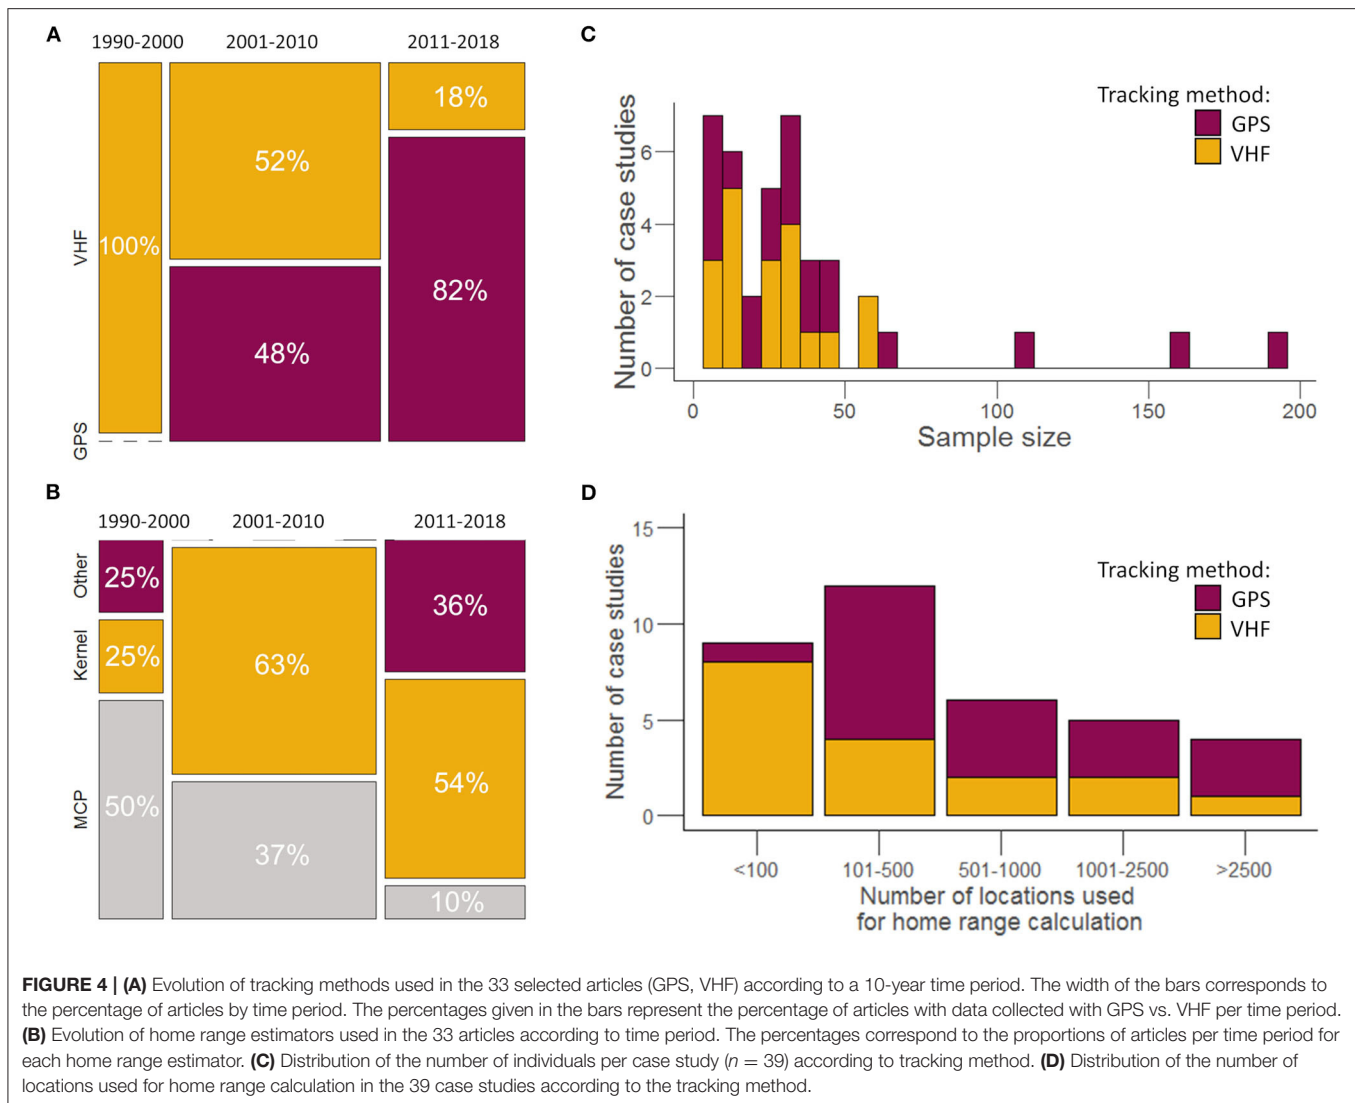 A
1990-2000 2001-2010 2011-2018
VHF
GPS
100%
52%
48%
18%
82%
B
1990-2000 2001-2010 2011-2018
Other
Kernel
MCP
25%
25%
50%
63%
37%
36%
54%
10%
C
Number of case studies
6
4
2
0
0 50 100 150 200
Sample size
Tracking method:
GPS
VHF
D
Number of case studies
15
10
5
0
<100 101-500 501-1000 1001-2500 >2500
Number of locations used
for home range calculation
Tracking method:
GPS
VHF
FIGURE 4 | (A) Evolution of tracking methods used in the 33 selected articles (GPS, VHF) according to a 10-year time period. The width of the bars corresponds to
the percentage of articles by time period. The percentages given in the bars represent the percentage of articles with data collected with GPS vs. VHF per time period.
(B) Evolution of home range estimators used in the 33 articles according to time period. The percentages correspond to the proportions of articles per time period for
each home range estimator. (C) Distribution of the number of individuals per case study (n = 39) according to tracking method. (D) Distribution of the number of
locations used for home range calculation in the 39 case studies according to the tracking method.